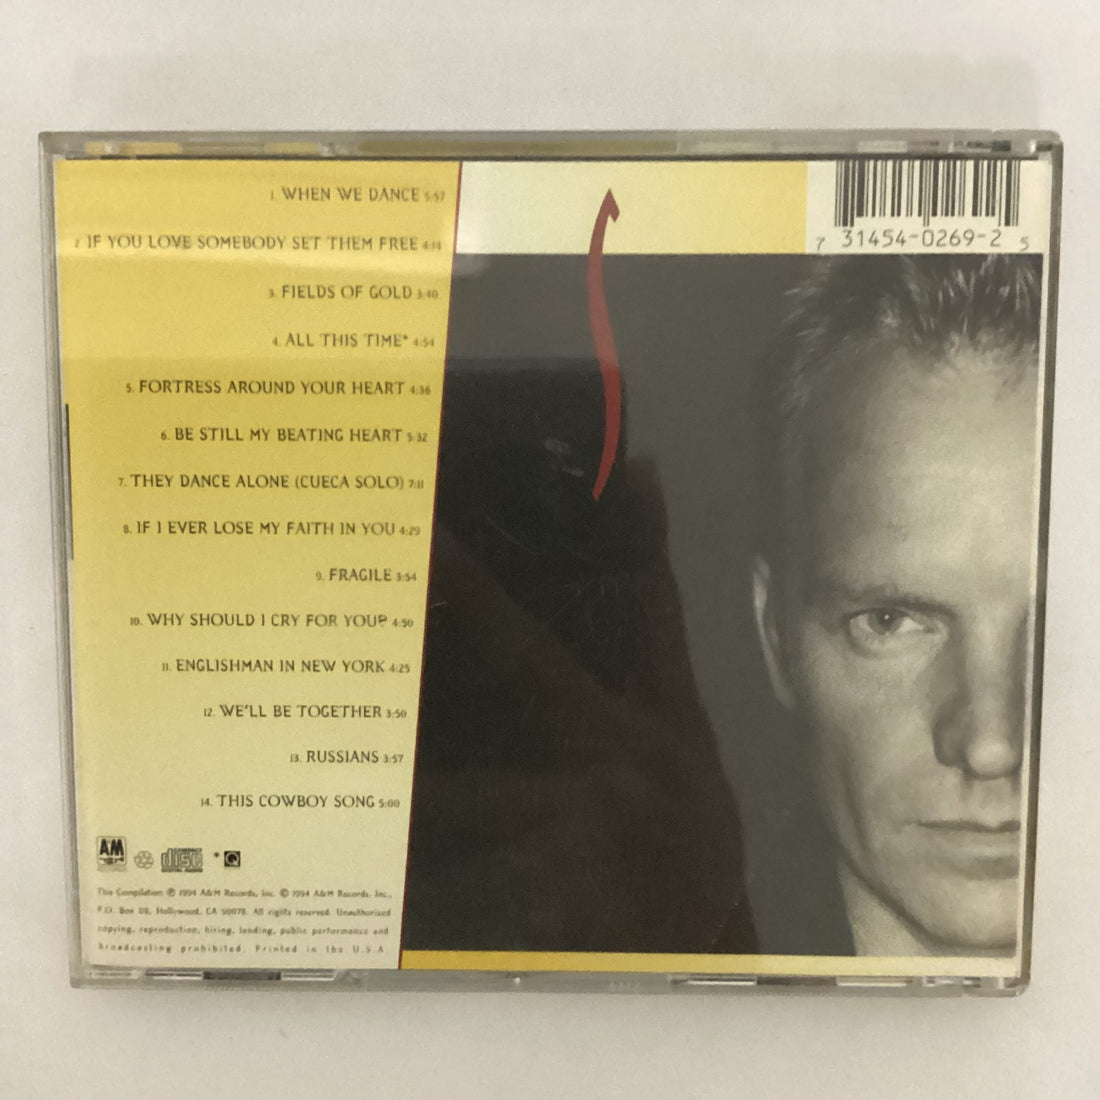 1. WHEN WE DANCE 5:57
2. IF YOU LOVE SOMEBODY SET THEM FREE 4:14
3. FIELDS OF GOLD 3:40
4. ALL THIS TIME* 4:54
5. FORTRESS AROUND YOUR HEART 4:36
6. BE STILL MY BEATING HEART 5:32
7. THEY DANCE ALONE (CUECA SOLO) 7:11
8. IF I EVER LOSE MY FAITH IN YOU 4:29
9. FRAGILE 3:54
10. WHY SHOULD I CRY FOR YOU? 4:50
11. ENGLISHMAN IN NEW YORK 4:25
12. WE'LL BE TOGETHER 3:50
13. RUSSIANS 3:57
14. THIS COWBOY SONG 5:00
A&M RECORDS COMPACT disc DIGITAL AUDIO * Q
This Compilation ℗ 1994 A&M Records, Inc. © 1994 A&M Records, Inc.,
P.O. Box 118, Hollywood, CA 90078. All rights reserved. Unauthorized
copying, reproduction, hiring, lending, public performance and
broadcasting prohibited. Printed in the U.S.A.
7 31454-0269-2 5